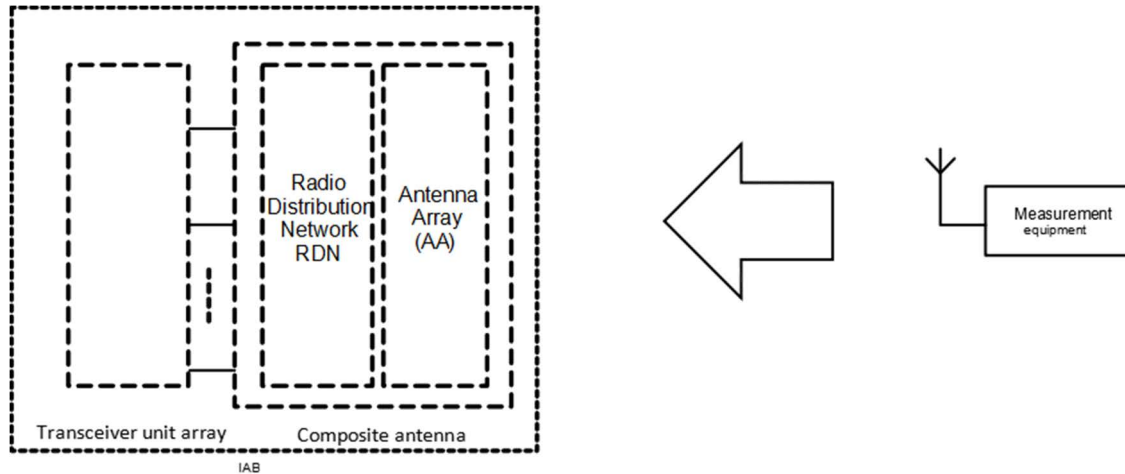 Radio
Distribution
Network
RDN
Antenna
Array
(AA)
Measurement
equipment
Transceiver unit array
Composite antenna
IAB